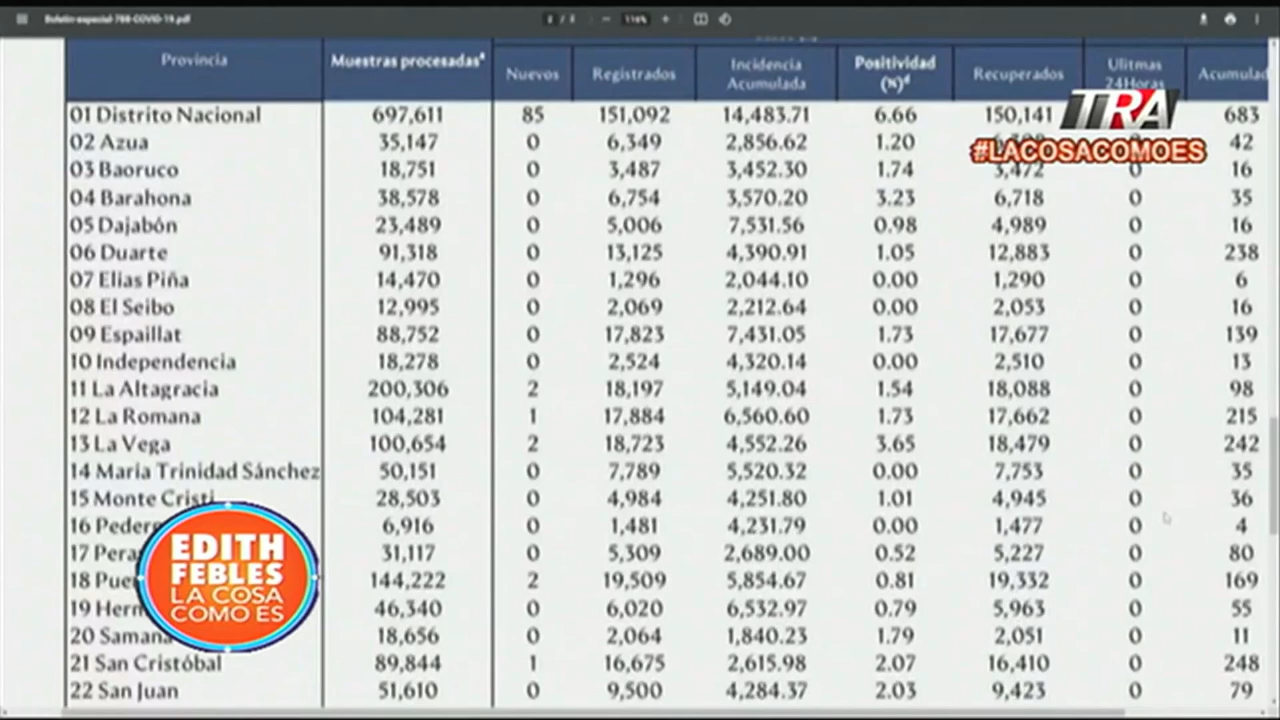 Boletin-especial-788-COVID-19.pdf
116%
Provincia Muestras procesadas Nuevos Registrados Incidencia Acumulada Positividad (%) Recuperados Ulitmas 24Horas Acumulad
01 Distrito Nacional 697,611 85 151,092 14,483.71 6.66 150,141 683
02 Azua 35,147 0 6,349 2,856.62 1.20 42
03 Baoruco 18,751 0 3,487 3,452.30 1.74 3,472 0 16
04 Barahona 38,578 0 6,754 3,570.20 3.23 6,718 0 35
05 Dajabón 23,489 0 5,006 7,531.56 0.98 4,989 0 16
06 Duarte 91,318 0 13,125 4,390.91 1.05 12,883 0 238
07 Elias Piña 14,470 0 1,296 2,044.10 0.00 1,290 0 6
08 El Seibo 12,995 0 2,069 2,212.64 0.00 2,053 0 16
09 Espaillat 88,752 0 17,823 7,431.05 1.73 17,677 0 139
10 Independencia 18,278 0 2,524 4,320.14 0.00 2,510 0 13
11 La Altagracia 200,306 2 18,197 5,149.04 1.54 18,088 0 98
12 La Romana 104,281 1 17,884 6,560.60 1.73 17,662 0 215
13 La Vega 100,654 2 18,723 4,552.26 3.65 18,479 0 242
14 Maria Trinidad Sánchez 50,151 0 7,789 5,520.32 0.00 7,753 0 35
15 Monte Cristi 28,503 0 4,984 4,251.80 1.01 4,945 0 36
16 Peder 6,916 0 1,481 4,231.79 0.00 1,477 0 4
17 Pera 31,117 0 5,309 2,689.00 0.52 5,227 0 80
18 Pue 144,222 2 19,509 5,854.67 0.81 19,332 0 169
19 Her 46,340 0 6,020 6,532.97 0.79 5,963 0 55
20 Samaná 18,656 0 2,064 1,840.23 1.79 2,051 0 11
21 San Cristóbal 89,844 1 16,675 2,615.98 2.07 16,410 0 248
22 San Juan 51,610 0 9,500 4,284.37 2.03 9,423 0 79
TRA
#LACOSACOMOES
EDITH
FEBLES
LA COSA
COMO ES